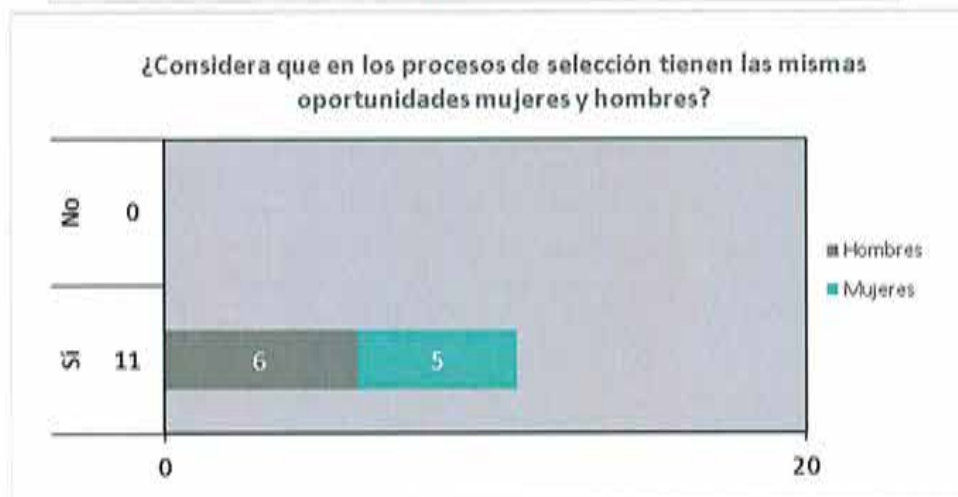 ¿Considera que en los procesos de selección tienen las mismas
oportunidades mujeres y hombres?
No 0
Hombres
Mujeres
Sí 11 6 5
0 20